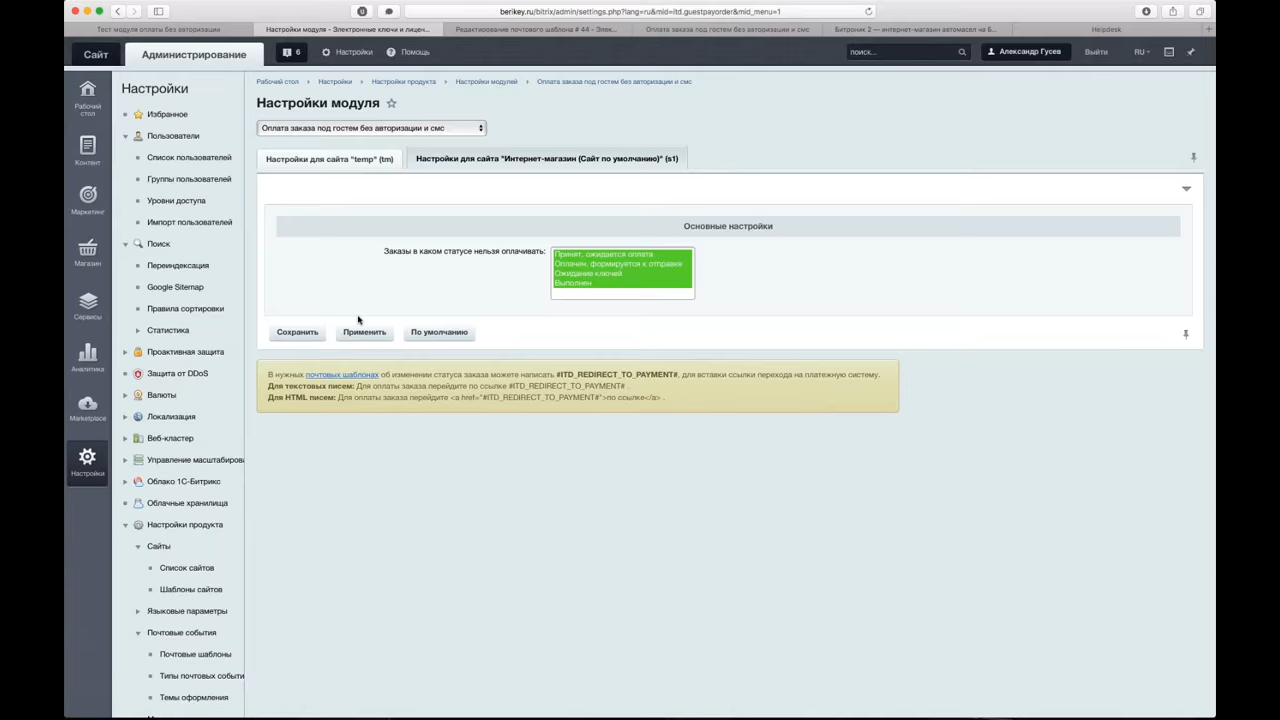 berikey.ru/bitrix/admin/settings.php?lang=ru&mid=itd.guestpayorder&mid_menu=1
Тест модуля оплаты без авторизации
Настройки модуля - Электронные ключи и лицен...
Редактирование почтового шаблона # 44 - Элек...
Оплата заказа под гостем без авторизации и смс
Битроник 2 — интернет-магазин автомасел на Б...
Helpdesk
Сайт
Администрирование
6
Настройки
Помощь
поиск...
Александр Гусев
Выйти
RU
Рабочий стол
Контент
Маркетинг
Магазин
Сервисы
Аналитика
Marketplace
Настройки
Настройки
Избранное
Пользователи
Список пользователей
Группы пользователей
Уровни доступа
Импорт пользователей
Поиск
Переиндексация
Google Sitemap
Правила сортировки
Статистика
Проактивная защита
Защита от DDoS
Валюты
Локализация
Веб-кластер
Управление масштабирова
Облако 1С-Битрикс
Облачные хранилища
Настройки продукта
Сайты
Список сайтов
Шаблоны сайтов
Языковые параметры
Почтовые события
Почтовые шаблоны
Типы почтовых событи
Темы оформления
Рабочий стол
Настройки
Настройки продукта
Настройки модулей
Оплата заказа под гостем без авторизации и смс
Настройки модуля
Оплата заказа под гостем без авторизации и смс
Настройки для сайта "temp" (tm)
Настройки для сайта "Интернет-магазин (Сайт по умолчанию)" (s1)
Основные настройки
Заказы в каком статусе нельзя оплачивать:
Принят, ожидается оплата
Оплачен, формируется к отправке
Ожидание ключей
Выполнен
Сохранить
Применить
По умолчанию
В нужных почтовых шаблонах об изменении статуса заказа можете написать #ITD_REDIRECT_TO_PAYMENT#, для вставки ссылки перехода на платежную систему.
Для текстовых писем: Для оплаты заказа перейдите по ссылке #ITD_REDIRECT_TO_PAYMENT# .
Для HTML писем: Для оплаты заказа перейдите <a href="#ITD_REDIRECT_TO_PAYMENT#">по ссылке</a> .